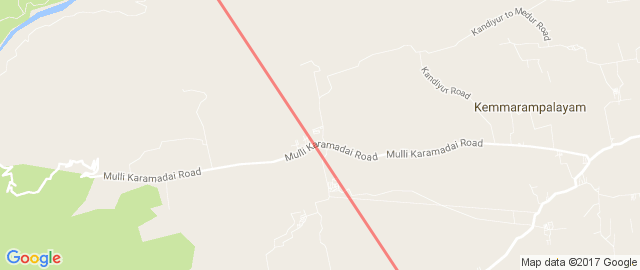 Kandiyur to Medur Road
Kandiyur Road
Kemmarampalayam
Mulli Karamadai Road
Mulli Karamadai Road
Mulli Karamadai Road
Google
Map data ©2017 Google